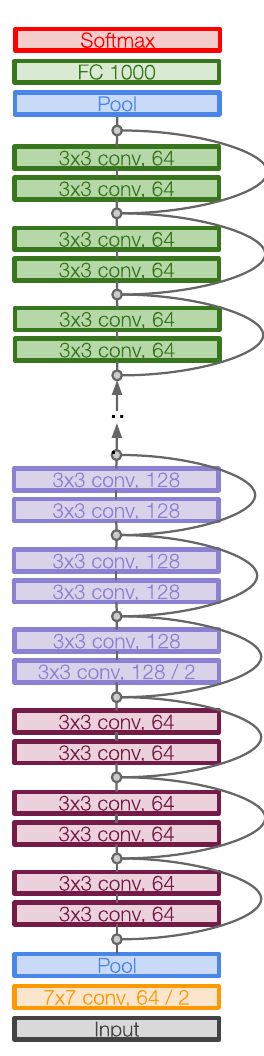 Softmax
FC 1000
Pool
3x3 conv, 64
3x3 conv, 64
3x3 conv, 64
3x3 conv, 64
3x3 conv, 64
3x3 conv, 64
..
3x3 conv, 128
3x3 conv, 128
3x3 conv, 128
3x3 conv, 128
3x3 conv, 128
3x3 conv, 128 / 2
3x3 conv, 64
3x3 conv, 64
3x3 conv, 64
3x3 conv, 64
3x3 conv, 64
3x3 conv, 64
Pool
7x7 conv, 64 / 2
Input